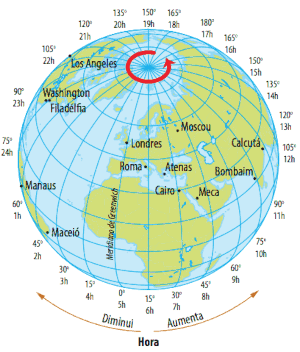 135° 150° 165°
20h 19h 18h
120° 180°
21h 17h
105° 165°
22h 16h
Los Angeles
150°
15h
90° Washington
23h Filadélfia
135°
14h
Moscou
120°
13h
75° Londres Calcutá 105°
24h 12h
Roma Atenas Bombaim
Manaus Cairo Meca
Meridiano de Greenwich
60° 90°
1h 11h
Maceió
45° 75°
2h 10h
30° 60°
3h 9h
15° 0° 15° 30° 45°
4h 5h 6h 7h 8h
Diminui Aumenta
Hora